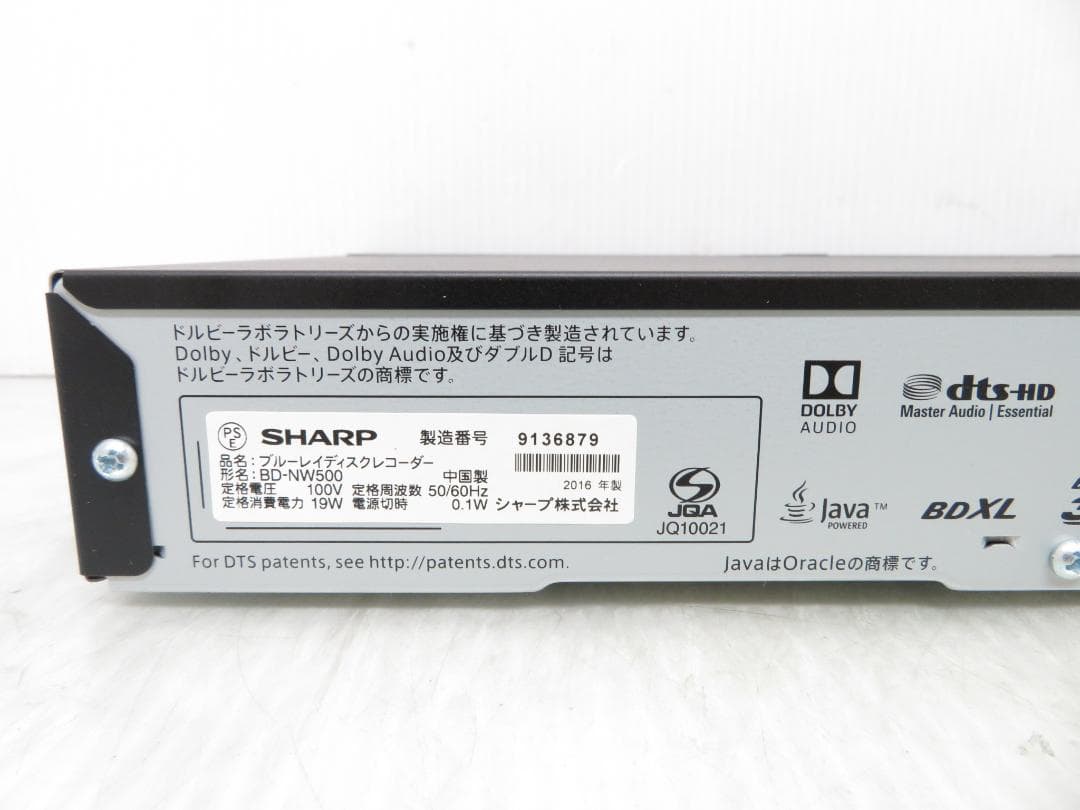 ドルビーラボラトリーズからの実施権に基づき製造されています。
Dolby、ドルビー、Dolby Audio及びダブルD 記号は
ドルビーラボラトリーズの商標です。
DOLBY
AUDIO
dts-HD
Master Audio | Essential
PS
E
SHARP 製造番号 9136879
品名：ブルーレイディスクレコーダー
形名：BD-NW500 中国製 2016 年製
定格電圧 100V 定格周波数 50/60Hz
定格消費電力 19W 電源切時 0.1W シャープ株式会社
JQA
JQ10021
Java™
POWERED
BDXL
For DTS patents, see http://patents.dts.com.
JavaはOracleの商標です。